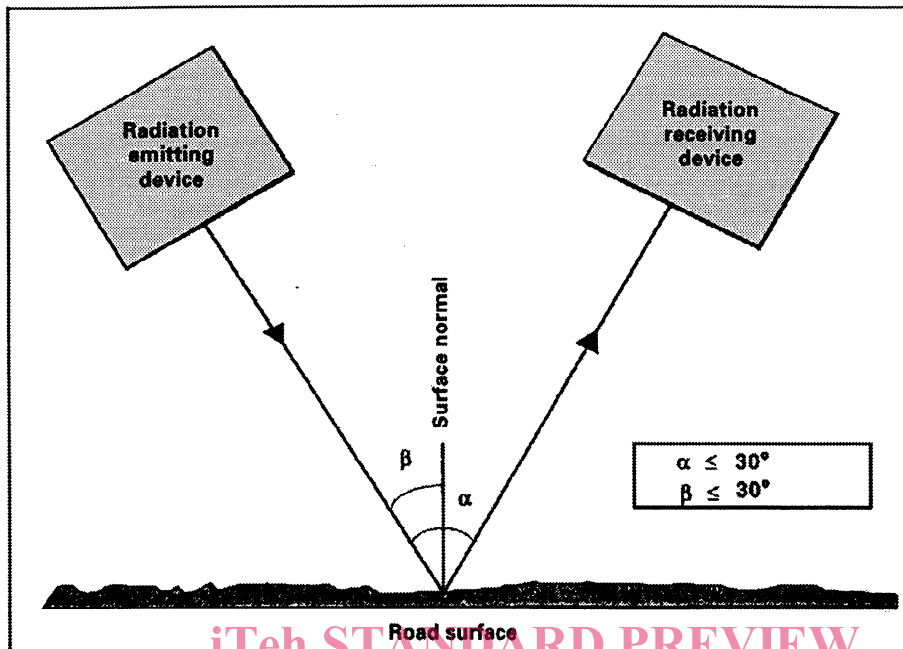 Radiation
emitting
device
Radiation
receiving
device
Surface normal
β
α
α ≤ 30°
β ≤ 30°
Road surface
iTeh STANDARD PREVIEW